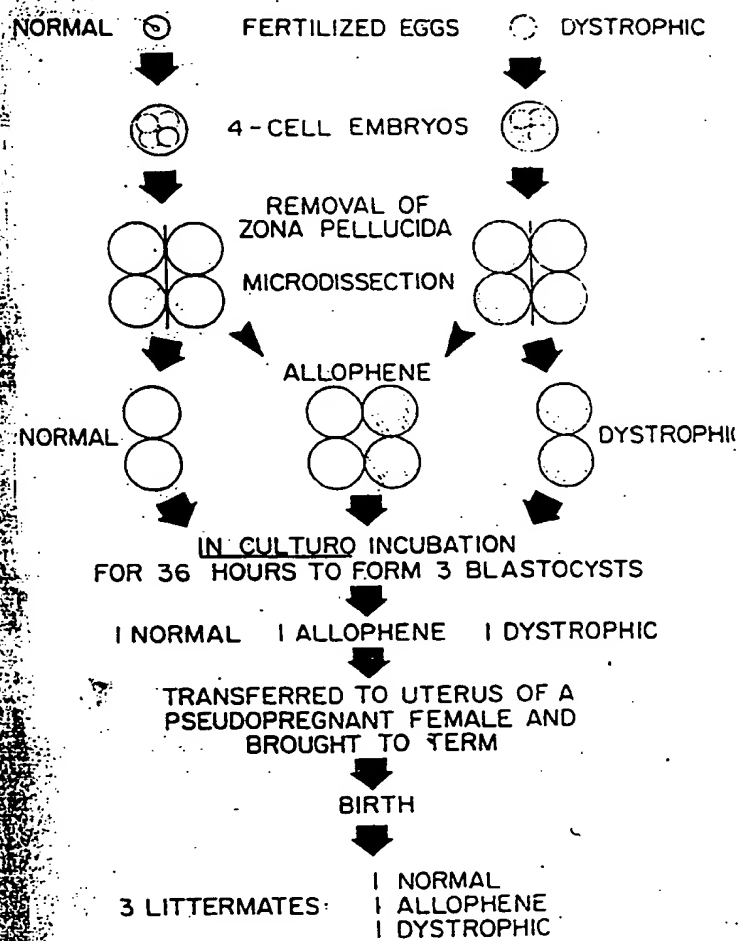 NORMAL FERTILIZED EGGS DYSTROPHIC
4-CELL EMBRYOS
REMOVAL OF
ZONA PELLUCIDA
MICRODISSECTION
ALLOPHENE
NORMAL DYSTROPHIC
IN CULTURO INCUBATION
FOR 36 HOURS TO FORM 3 BLASTOCYSTS
1 NORMAL 1 ALLOPHENE 1 DYSTROPHIC
TRANSFERRED TO UTERUS OF A
PSEUDOPREGNANT FEMALE AND
BROUGHT TO TERM
BIRTH
1 NORMAL
3 LITTERMATES: 1 ALLOPHENE
1 DYSTROPHIC